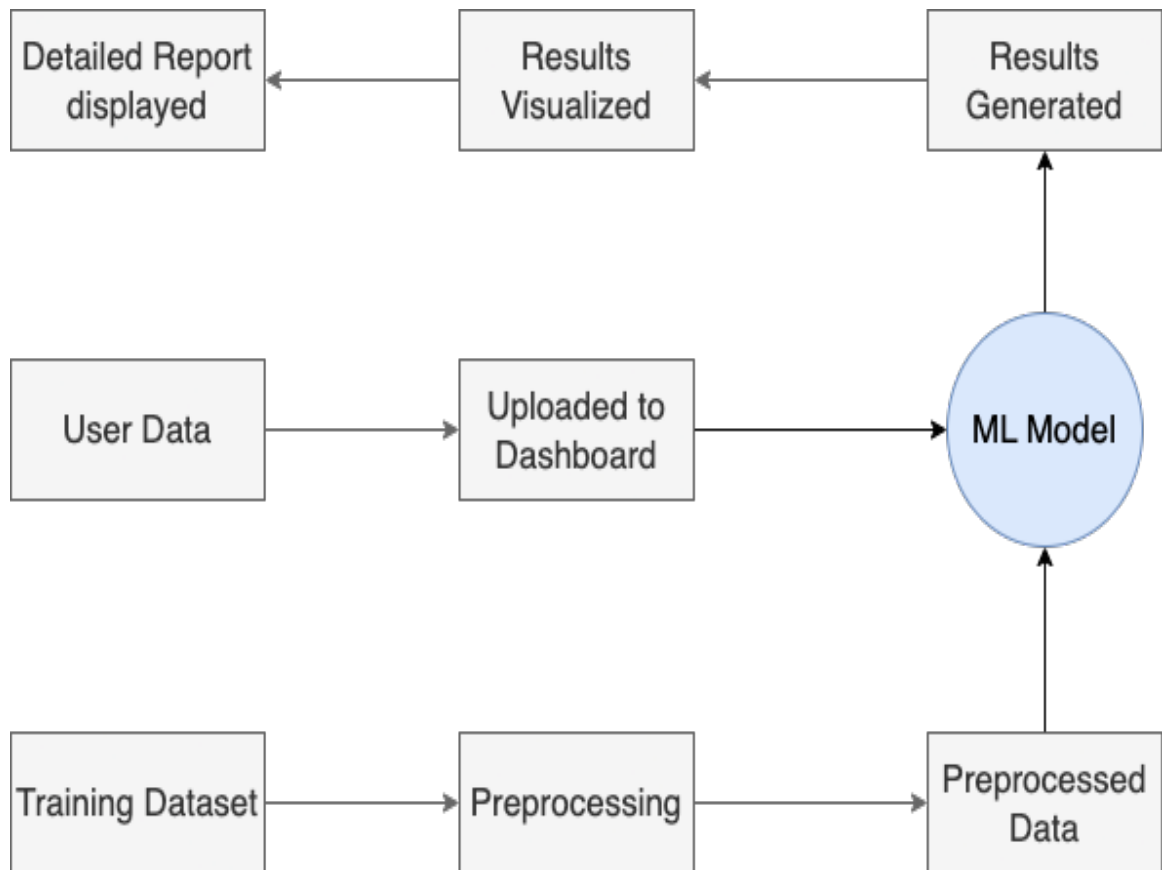 Detailed Report
displayed
Results
Visualized
Results
Generated
User Data
Uploaded to
Dashboard
ML Model
Training Dataset
Preprocessing
Preprocessed
Data